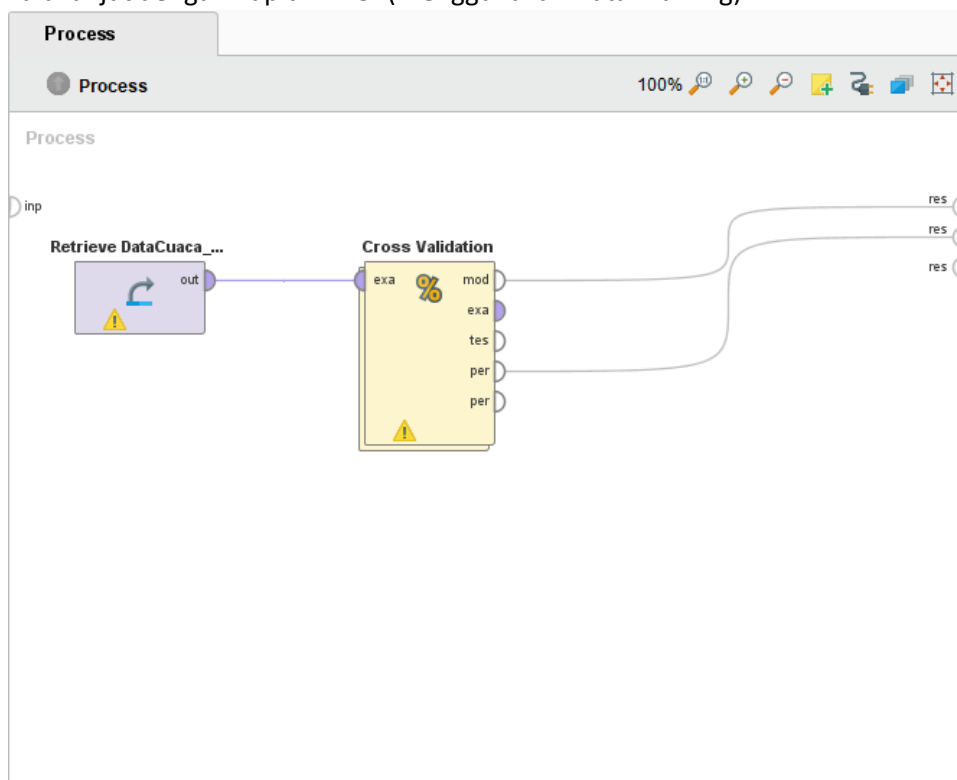 Process
Process
100%
Process
inp
res
res
res
Retrieve DataCuaca_...
out
Cross Validation
exa
%
mod
exa
tes
per
per